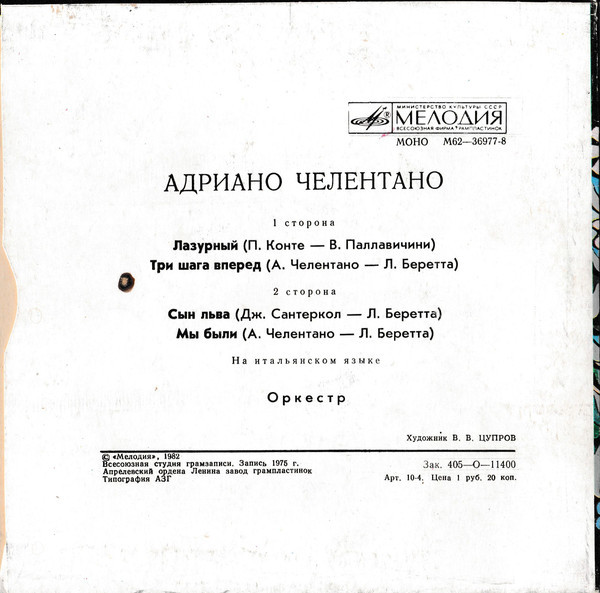 МИНИСТЕРСТВО КУЛЬТУРЫ СССР
МЕЛОДИЯ
ВСЕСОЮЗНАЯ ФИРМА ГРАМПЛАСТИНОК
МОНО М62—36977-8
АДРИАНО ЧЕЛЕНТАНО
1 сторона
Лазурный (П. Конте — В. Паллавичини)
Три шага вперед (А. Челентано — Л. Беретта)
2 сторона
Сын льва (Дж. Сантеркол — Л. Беретта)
Мы были (А. Челентано — Л. Беретта)
На итальянском языке
Оркестр
Художник В. В. ЦУПРОВ
© «Мелодия», 1982
Всесоюзная студия грамзаписи. Запись 1975 г.
Апрелевский ордена Ленина завод грампластинок
Типография АЗГ
Зак. 405—О—11400
Арт. 10-4. Цена 1 руб. 20 коп.